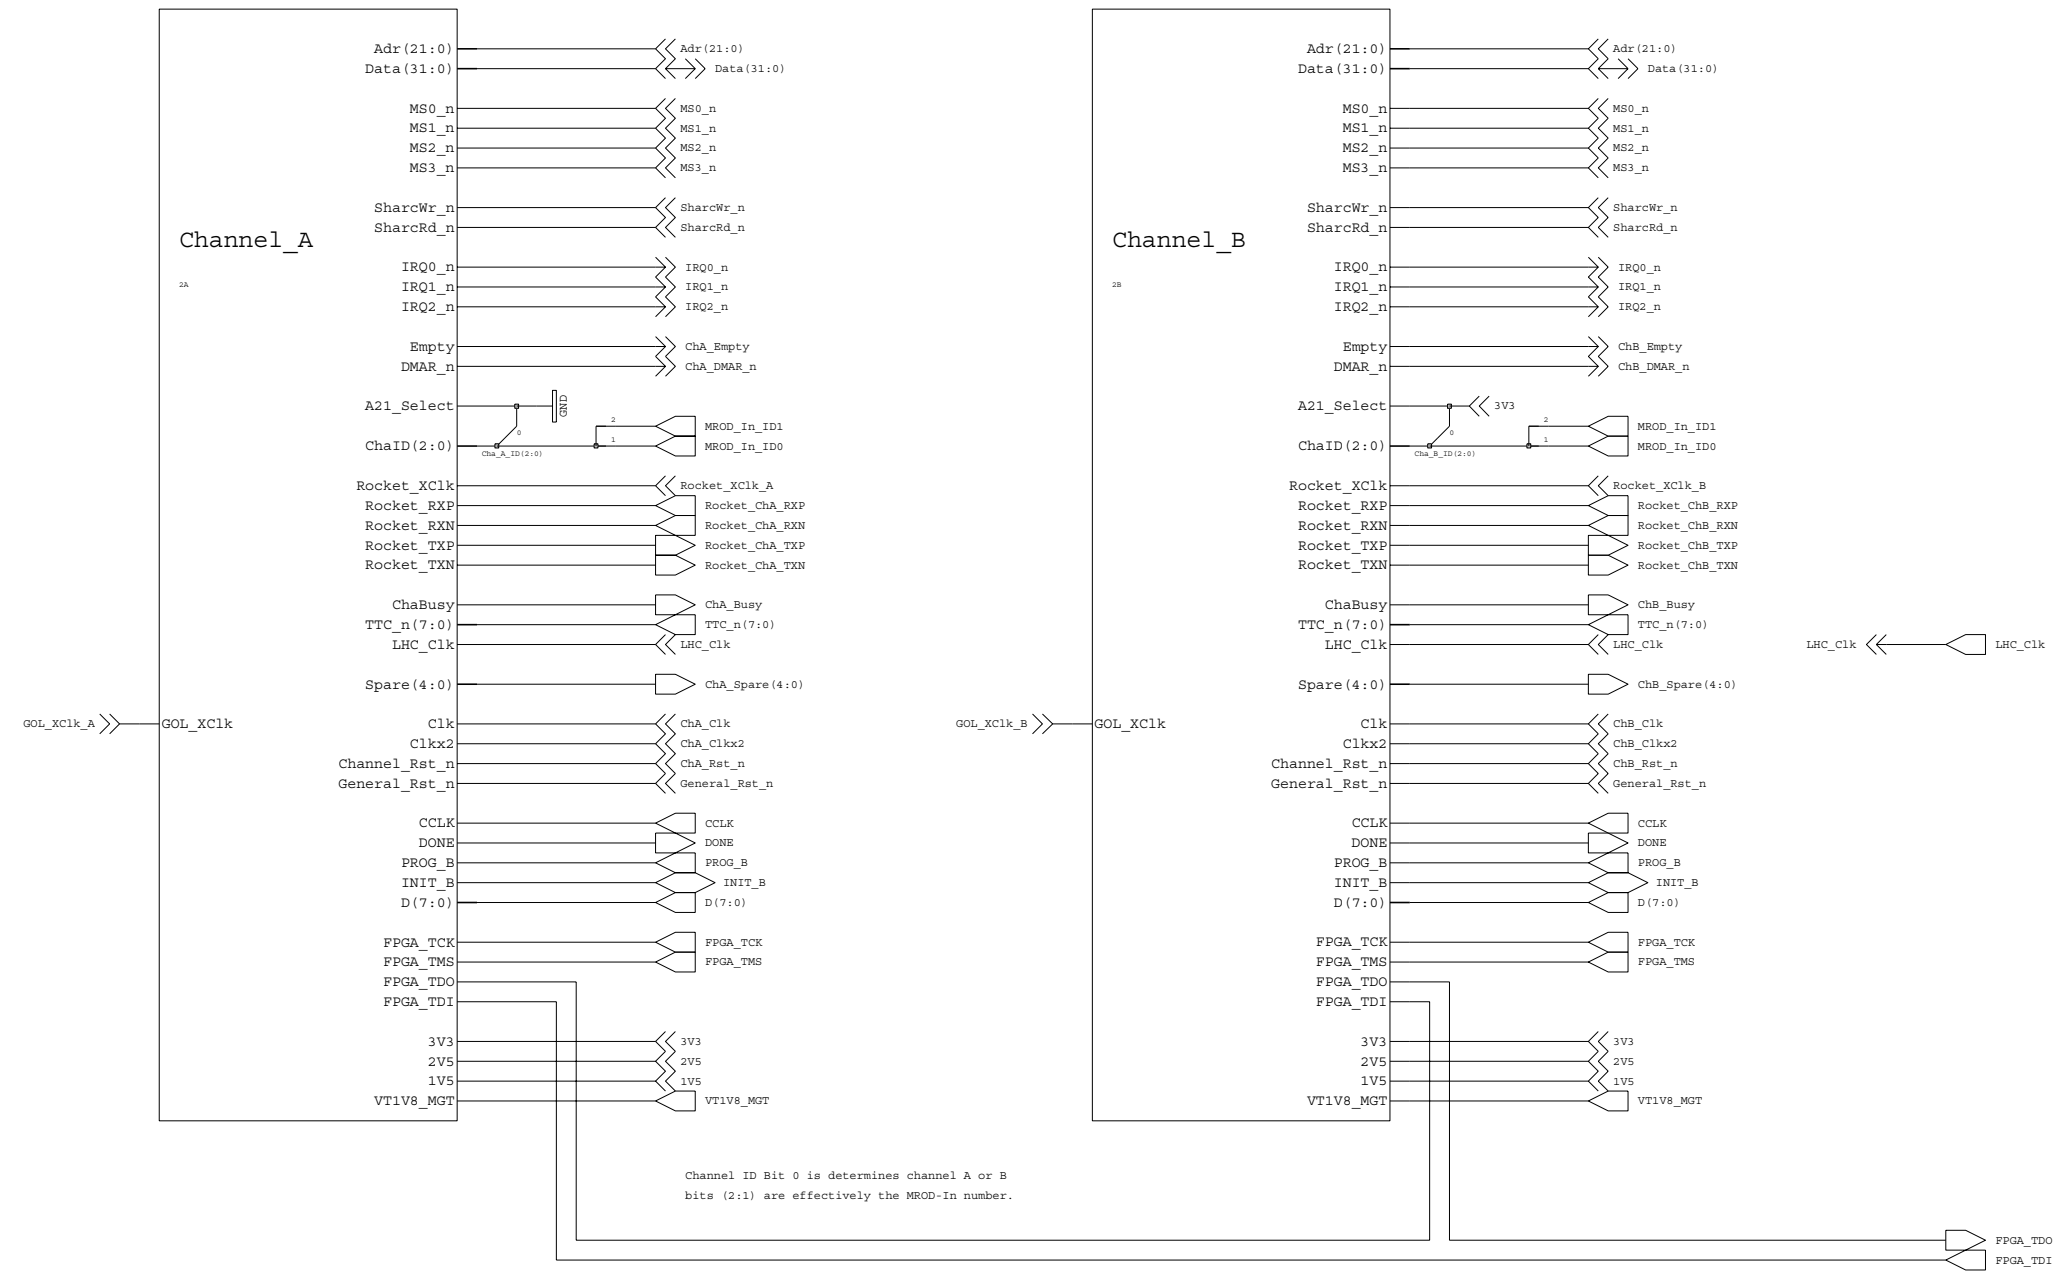 Channel_A
2A
Adr(21:0) Adr(21:0)
Data(31:0) Data(31:0)
MS0_n MS0_n
MS1_n MS1_n
MS2_n MS2_n
MS3_n MS3_n
SharcWr_n SharcWr_n
SharcRd_n SharcRd_n
IRQ0_n IRQ0_n
IRQ1_n IRQ1_n
IRQ2_n IRQ2_n
Empty ChA_Empty
DMAR_n ChA_DMAR_n
A21_Select GND
0
2 MROD_In_ID1
ChaID(2:0) 1 MROD_In_ID0
Cha_A_ID(2:0)
Rocket_XClk Rocket_XClk_A
Rocket_RXP Rocket_ChA_RXP
Rocket_RXN Rocket_ChA_RXN
Rocket_TXP Rocket_ChA_TXP
Rocket_TXN Rocket_ChA_TXN
ChaBusy ChA_Busy
TTC_n(7:0) TTC_n(7:0)
LHC_Clk LHC_Clk
Spare(4:0) ChA_Spare(4:0)
GOL_XClk_A GOL_XClk
Clk ChA_Clk
Clkx2 ChA_Clkx2
Channel_Rst_n ChA_Rst_n
General_Rst_n General_Rst_n
CCLK CCLK
DONE DONE
PROG_B PROG_B
INIT_B INIT_B
D(7:0) D(7:0)
FPGA_TCK FPGA_TCK
FPGA_TMS FPGA_TMS
FPGA_TDO
FPGA_TDI
3V3 3V3
2V5 2V5
1V5 1V5
VT1V8_MGT VT1V8_MGT
Channel_B
2B
Adr(21:0) Adr(21:0)
Data(31:0) Data(31:0)
MS0_n MS0_n
MS1_n MS1_n
MS2_n MS2_n
MS3_n MS3_n
SharcWr_n SharcWr_n
SharcRd_n SharcRd_n
IRQ0_n IRQ0_n
IRQ1_n IRQ1_n
IRQ2_n IRQ2_n
Empty ChB_Empty
DMAR_n ChB_DMAR_n
A21_Select 3V3
0
2 MROD_In_ID1
ChaID(2:0) 1 MROD_In_ID0
Cha_B_ID(2:0)
Rocket_XClk Rocket_XClk_B
Rocket_RXP Rocket_ChB_RXP
Rocket_RXN Rocket_ChB_RXN
Rocket_TXP Rocket_ChB_TXP
Rocket_TXN Rocket_ChB_TXN
ChaBusy ChB_Busy
TTC_n(7:0) TTC_n(7:0)
LHC_Clk LHC_Clk
Spare(4:0) ChB_Spare(4:0)
GOL_XClk_B GOL_XClk
Clk ChB_Clk
Clkx2 ChB_Clkx2
Channel_Rst_n ChB_Rst_n
General_Rst_n General_Rst_n
CCLK CCLK
DONE DONE
PROG_B PROG_B
INIT_B INIT_B
D(7:0) D(7:0)
FPGA_TCK FPGA_TCK
FPGA_TMS FPGA_TMS
FPGA_TDO
FPGA_TDI
3V3 3V3
2V5 2V5
1V5 1V5
VT1V8_MGT VT1V8_MGT
LHC_Clk LHC_Clk
Channel ID Bit 0 is determines channel A or B
bits (2:1) are effectively the MROD-In number.
FPGA_TDO
FPGA_TDI